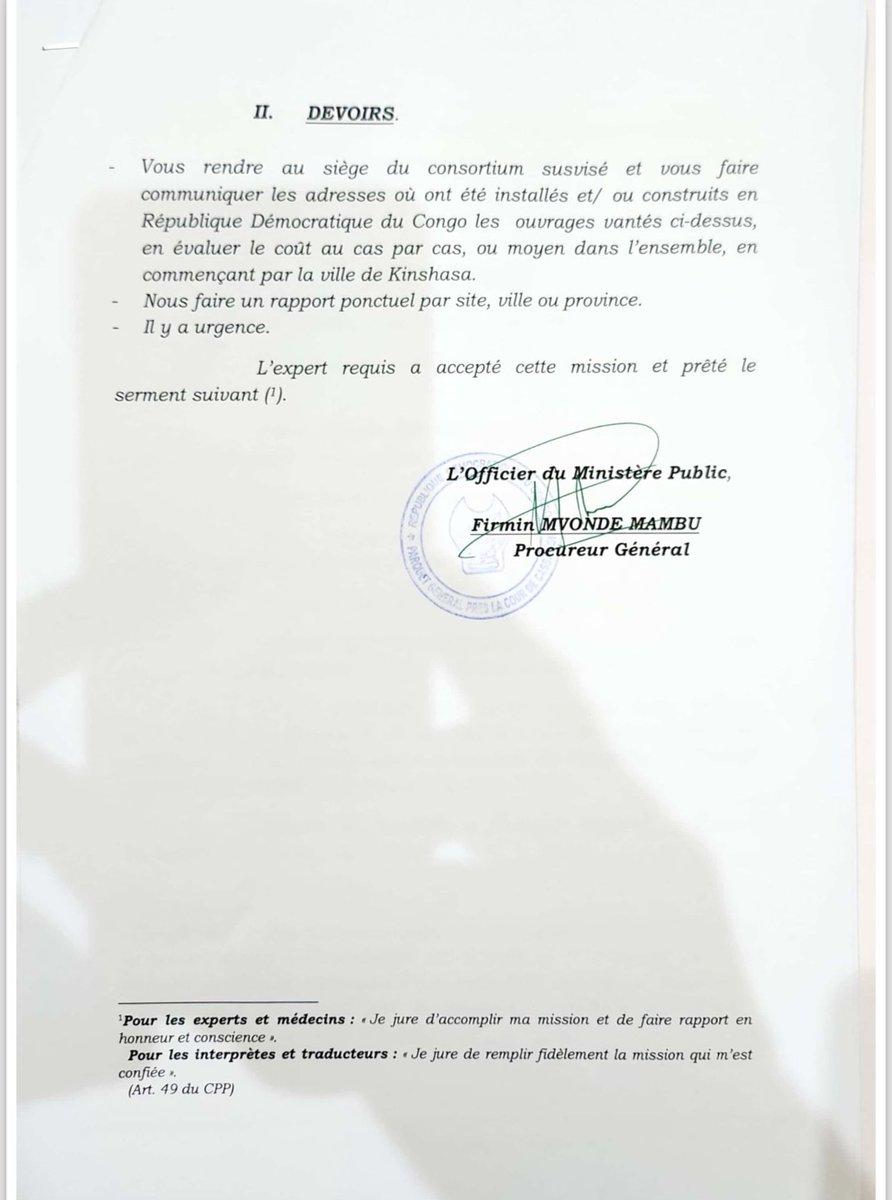 II. DEVOIRS.
- Vous rendre au siège du consortium susvisé et vous faire
communiquer les adresses où ont été installés et/ ou construits en
République Démocratique du Congo les ouvrages vantés ci-dessus,
en évaluer le coût au cas par cas, ou moyen dans l'ensemble, en
commençant par la ville de Kinshasa.
- Nous faire un rapport ponctuel par site, ville ou province.
- Il y a urgence.
L'expert requis a accepté cette mission et prêté le
serment suivant (¹).
L'Officier du Ministère Public,
Firmin MVONDE MAMBU
Procureur Général
REPUBLIQUE
PARQUET GENERAL PRES LA COUR DE
¹Pour les experts et médecins : « Je jure d'accomplir ma mission et de faire rapport en
honneur et conscience ».
Pour les interprètes et traducteurs : « Je jure de remplir fidèlement la mission qui m'est
confiée ».
(Art. 49 du CPP)